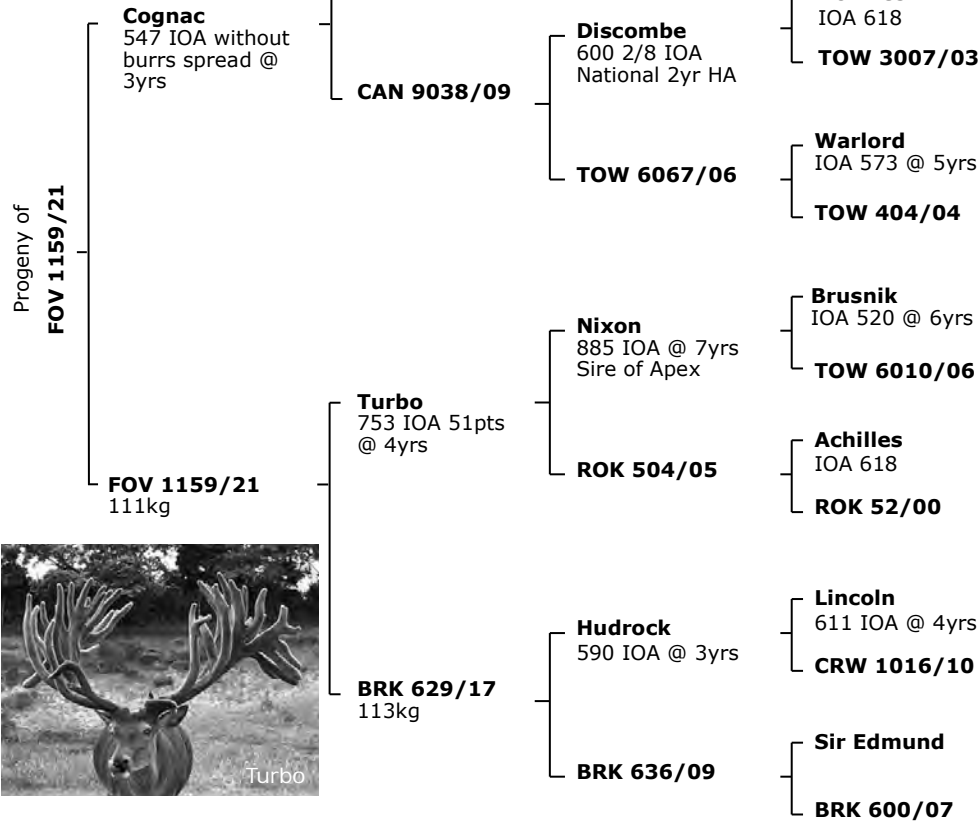 Progeny of
FOV 1159/21
Cognac
547 IOA without
burrs spread @
3yrs
CAN 9038/09
Discombe
600 2/8 IOA
National 2yr HA
TOW 6067/06
IOA 618
TOW 3007/03
Warlord
IOA 573 @ 5yrs
TOW 404/04
FOV 1159/21
111kg
Turbo
753 IOA 51pts
@ 4yrs
Nixon
885 IOA @ 7yrs
Sire of Apex
ROK 504/05
Brusnik
IOA 520 @ 6yrs
TOW 6010/06
Achilles
IOA 618
ROK 52/00
BRK 629/17
113kg
Hudrock
590 IOA @ 3yrs
BRK 636/09
Lincoln
611 IOA @ 4yrs
CRW 1016/10
Sir Edmund
BRK 600/07
Turbo